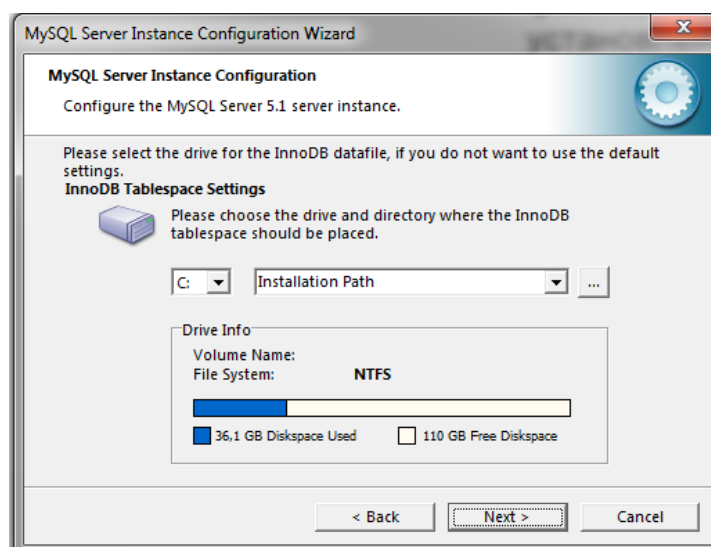 MySQL Server Instance Configuration Wizard
MySQL Server Instance Configuration
Configure the MySQL Server 5.1 server instance.
Please select the drive for the InnoDB datafile, if you do not want to use the default
settings.
InnoDB Tablespace Settings
Please choose the drive and directory where the InnoDB
tablespace should be placed.
C: Installation Path ...
Drive Info
Volume Name:
File System: NTFS
36,1 GB Diskspace Used 110 GB Free Diskspace
< Back Next > Cancel